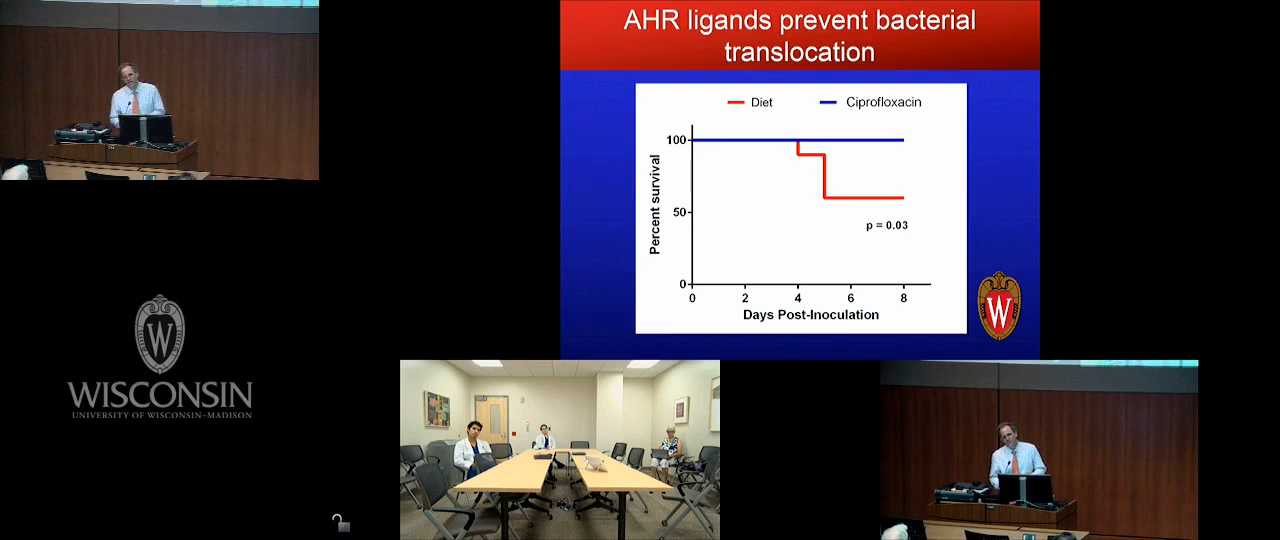 AHR ligands prevent bacterial
translocation
Diet
Ciprofloxacin
100
50
0
Percent survival
p = 0.03
0 2 4 6 8
Days Post-Inoculation
W
W
WISCONSIN
UNIVERSITY OF WISCONSIN–MADISON